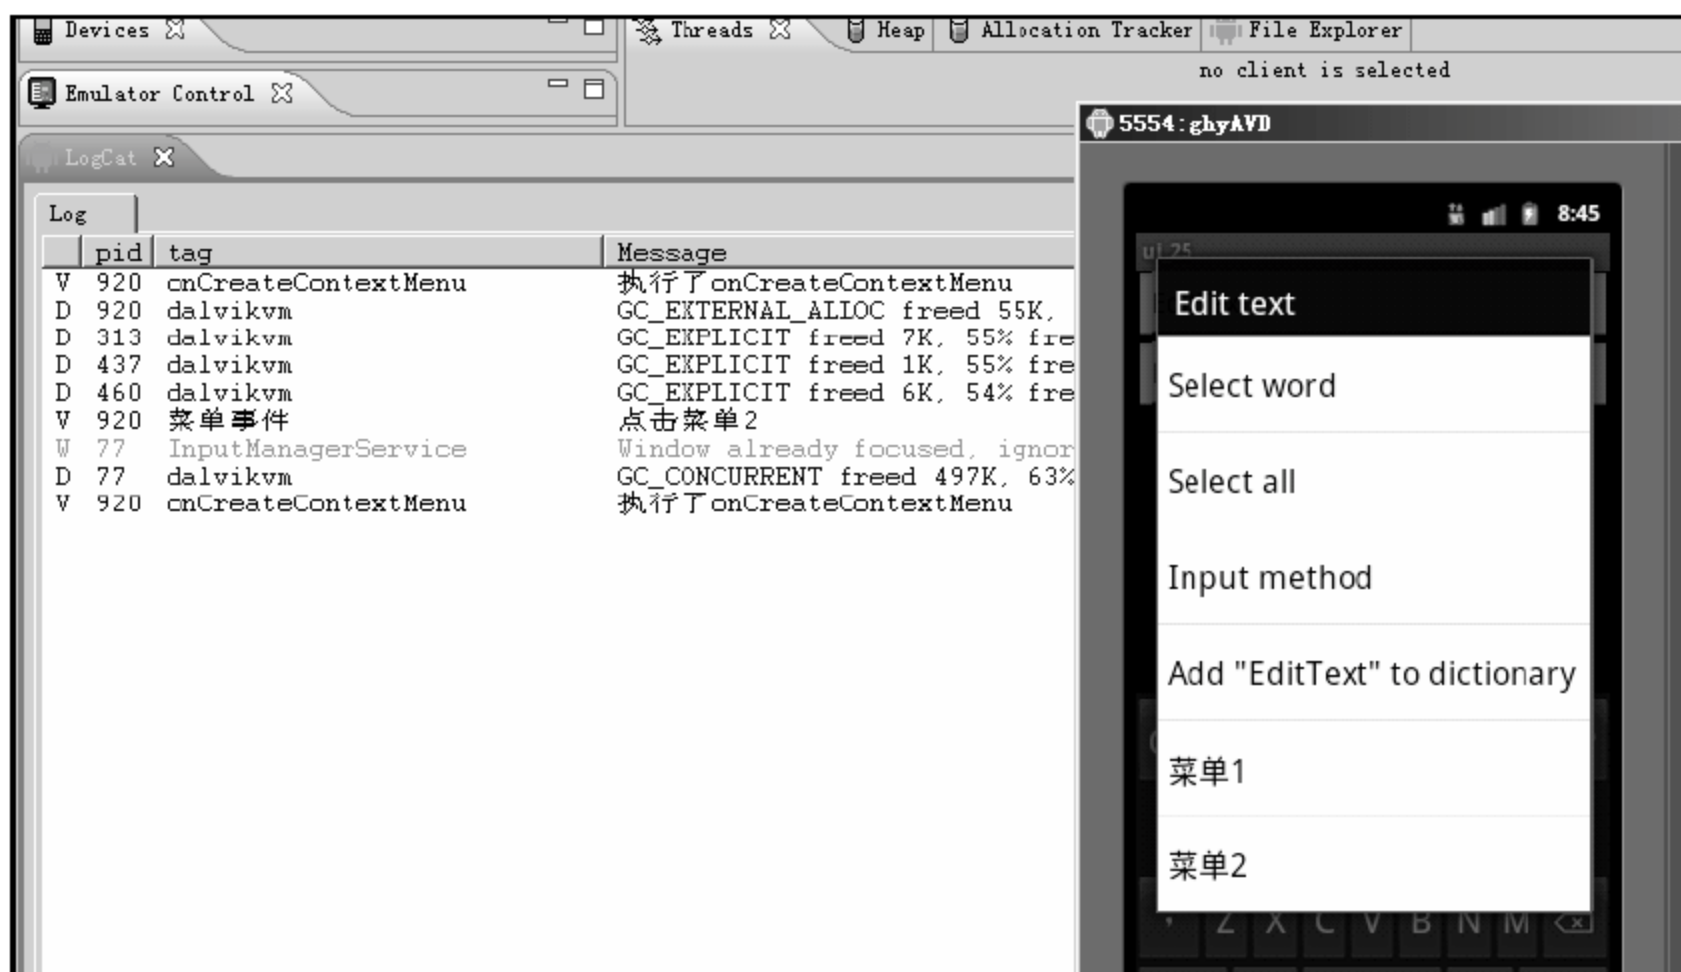 Devices
Threads
Heap
Allocation Tracker
File Explorer
no client is selected
Emulator Control
5554:ghyAVD
LogCat
Log
8:45
ui.25
pid tag Message
V 920 onCreateContextMenu 执行了onCreateContextMenu
D 920 dalvikvm GC_EXTERNAL_ALLOC freed 55K,
D 313 dalvikvm GC_EXPLICIT freed 7K, 55% fre
D 437 dalvikvm GC_EXPLICIT freed 1K, 55% fre
D 460 dalvikvm GC_EXPLICIT freed 6K, 54% fre
V 920 菜单事件 点击菜单2
W 77 InputManagerService Window already focused, ignor
D 77 dalvikvm GC_CONCURRENT freed 497K, 63%
V 920 onCreateContextMenu 执行了onCreateContextMenu
Edit text
Select word
Select all
Input method
Add "EditText" to dictionary
菜单1
菜单2
Z X C V B N M